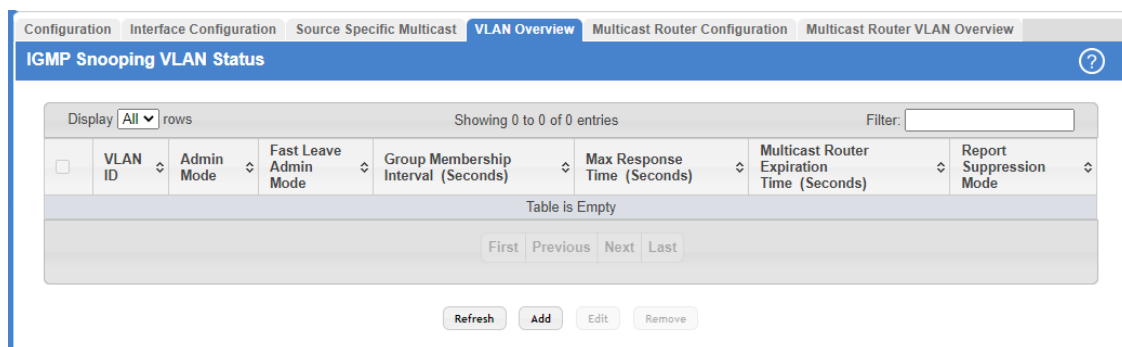 Configuration Interface Configuration Source Specific Multicast VLAN Overview Multicast Router Configuration Multicast Router VLAN Overview
IGMP Snooping VLAN Status ?
Display All rows Showing 0 to 0 of 0 entries Filter:
VLAN ID Admin Mode Fast Leave Admin Mode Group Membership Interval (Seconds) Max Response Time (Seconds) Multicast Router Expiration Time (Seconds) Report Suppression Mode
Table is Empty
First Previous Next Last
Refresh Add Edit Remove